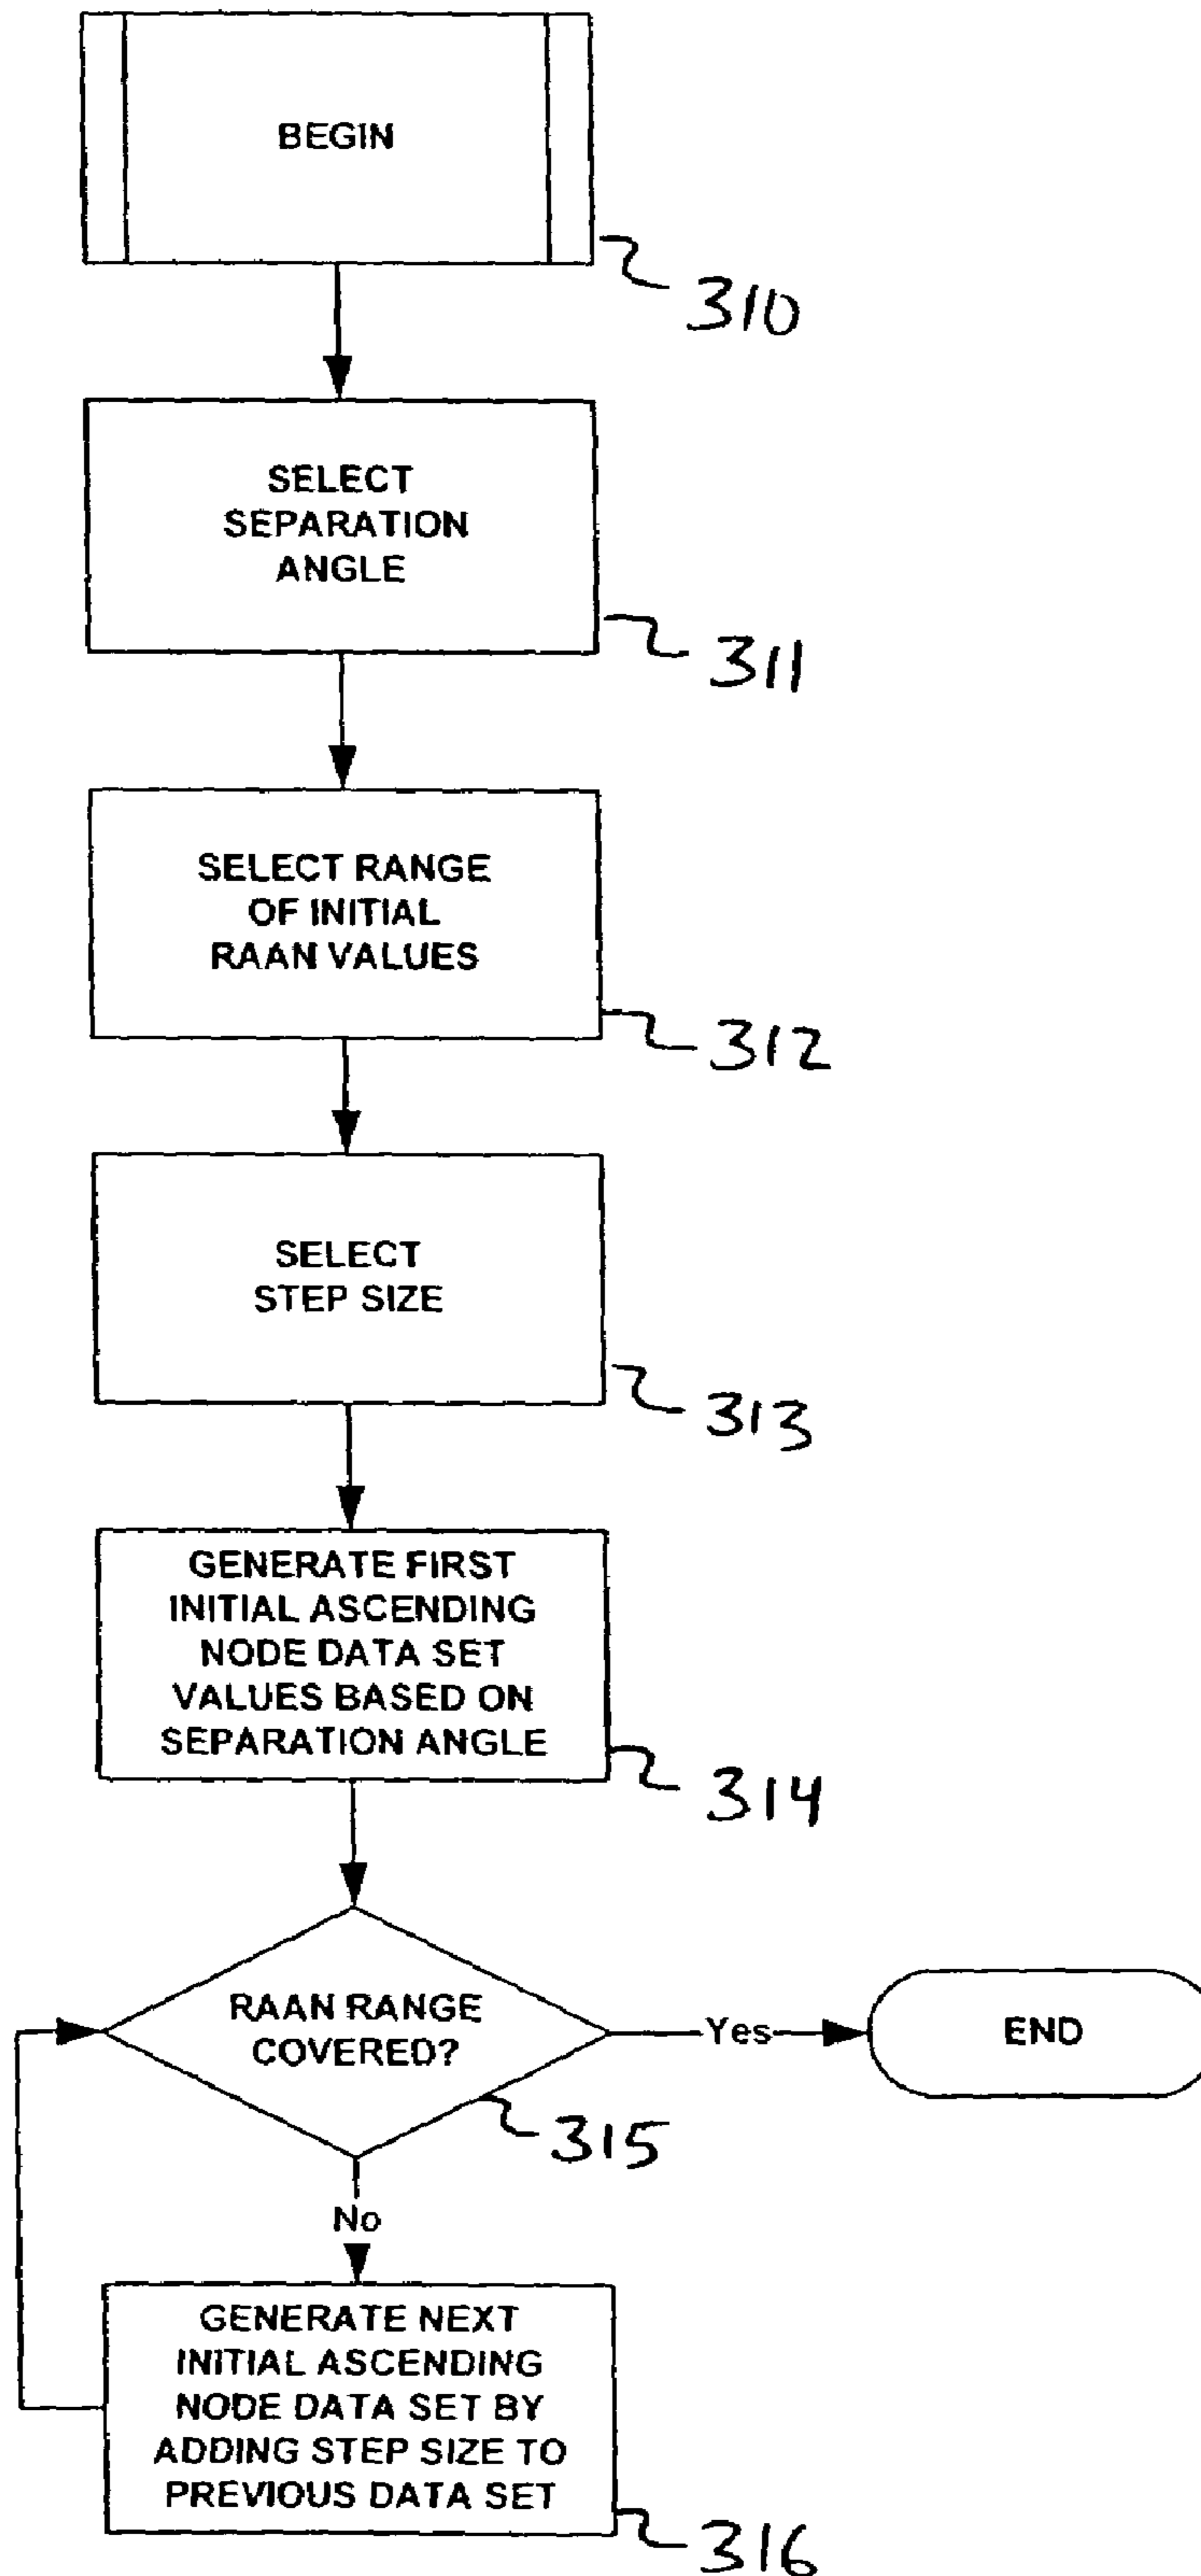 BEGIN
310
SELECT
SEPARATION
ANGLE
311
SELECT RANGE
OF INITIAL
RAAN VALUES
312
SELECT
STEP SIZE
313
GENERATE FIRST
INITIAL ASCENDING
NODE DATA SET
VALUES BASED ON
SEPARATION ANGLE
314
RAAN RANGE
COVERED?
Yes
END
315
No
GENERATE NEXT
INITIAL ASCENDING
NODE DATA SET BY
ADDING STEP SIZE TO
PREVIOUS DATA SET
316